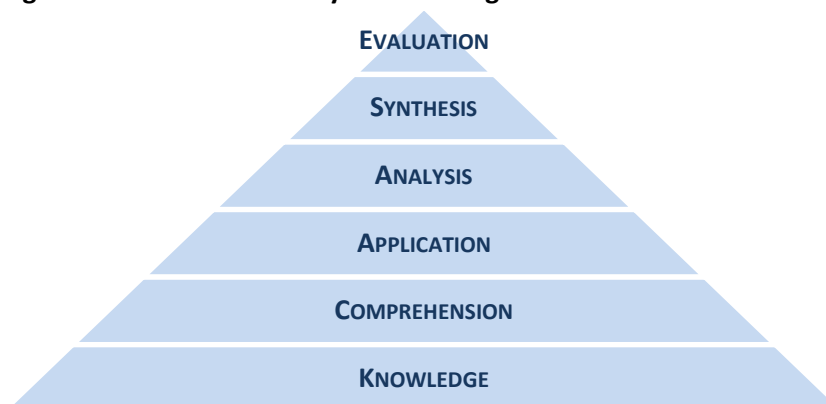 EVALUATION
SYNTHESIS
ANALYSIS
APPLICATION
COMPREHENSION
KNOWLEDGE